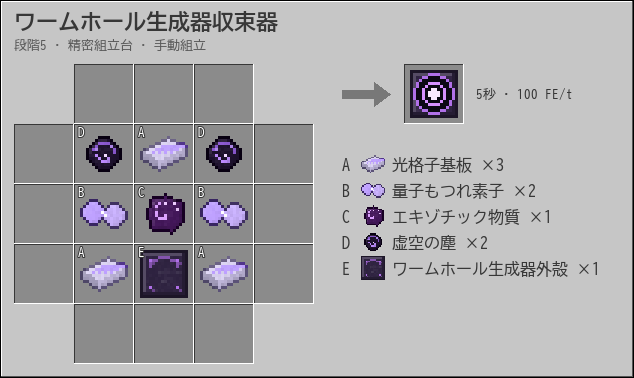 ワームホール生成器収束器
段階5 · 精密組立台 · 手動組立
D A D
B C B
A E A
5秒 · 100 FE/t
A 光格子基板 ×3
B 量子もつれ素子 ×2
C エキゾチック物質 ×1
D 虚空の塵 ×2
E ワームホール生成器外殻 ×1